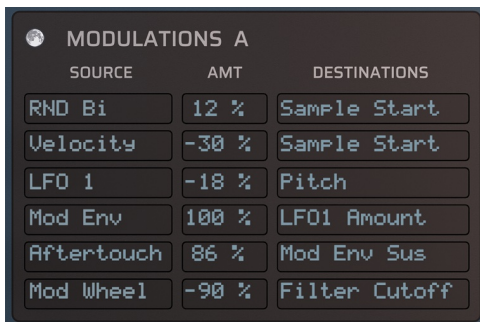 MODULATIONS A
SOURCE AMT DESTINATIONS
RND Bi 12 % Sample Start
Velocity -30 % Sample Start
LFO 1 -18 % Pitch
Mod Env 100 % LFO1 Amount
Aftertouch 86 % Mod Env Sus
Mod Wheel -90 % Filter Cutoff